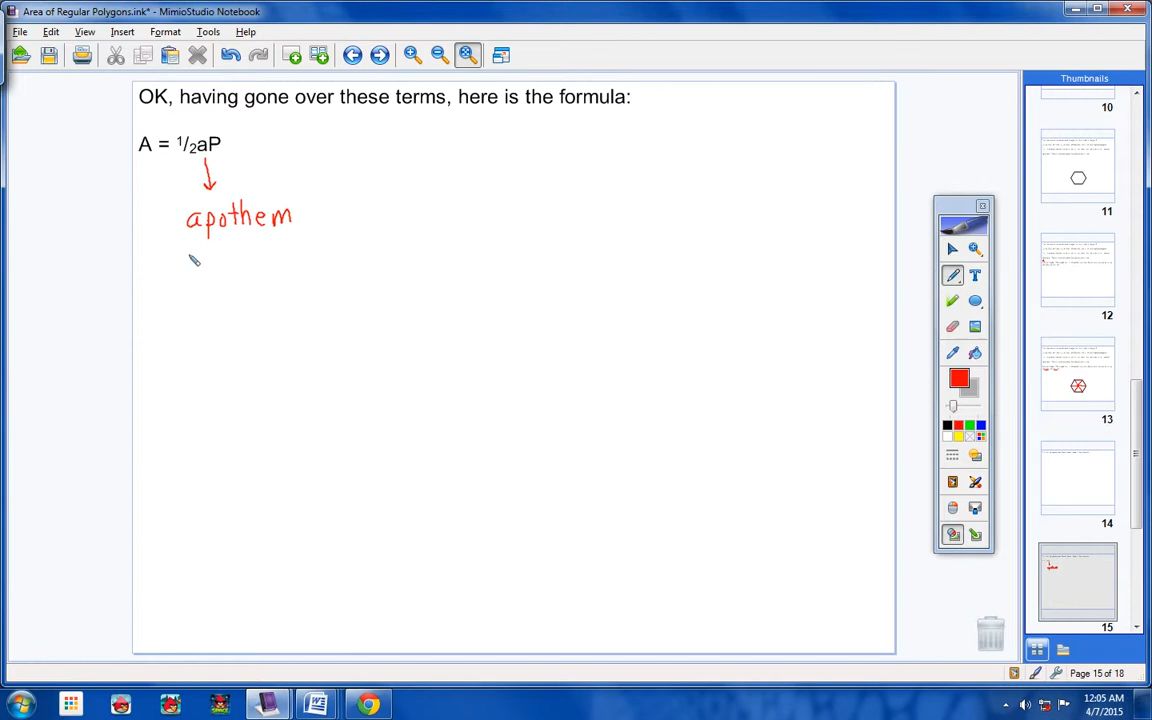 Area of Regular Polygons.ink* - MimioStudio Notebook
File Edit View Insert Format Tools Help
OK, having gone over these terms, here is the formula:
A = 1/2aP
apothem
Thumbnails
10
11
12
13
14
15
Page 15 of 18
12:05 AM
4/7/2015